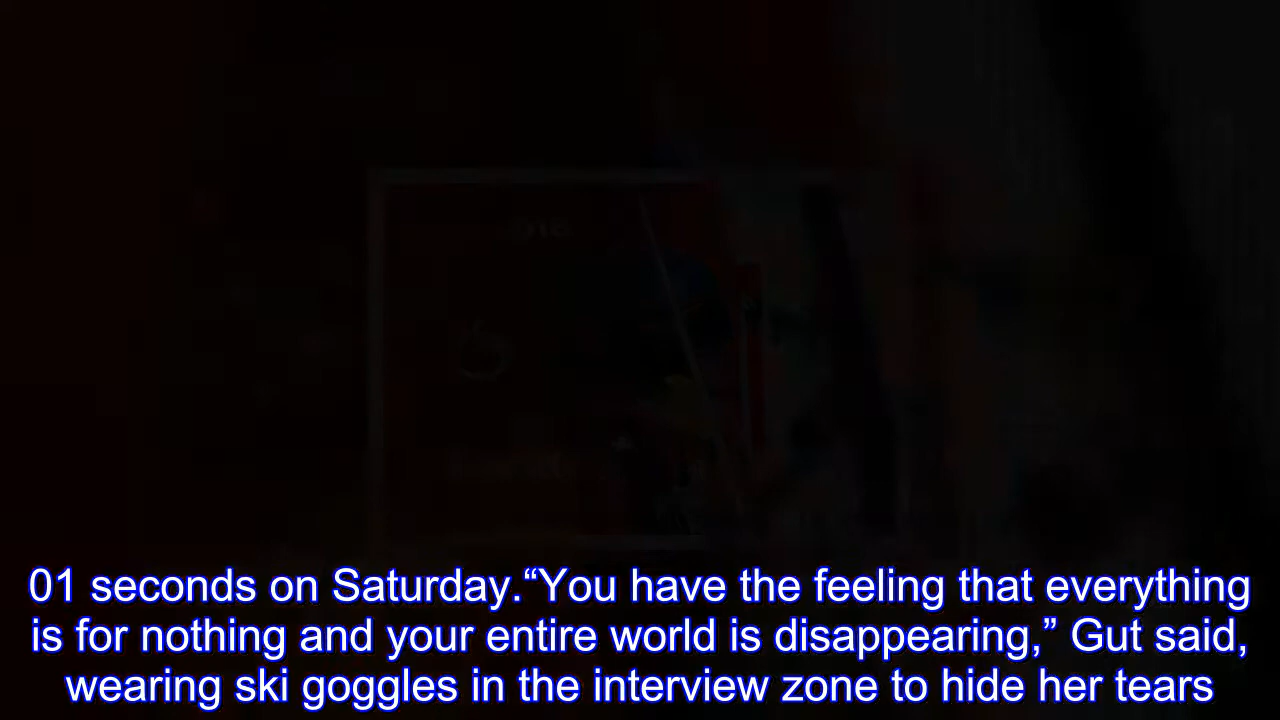 01 seconds on Saturday.“You have the feeling that everything
is for nothing and your entire world is disappearing,” Gut said,
wearing ski goggles in the interview zone to hide her tears